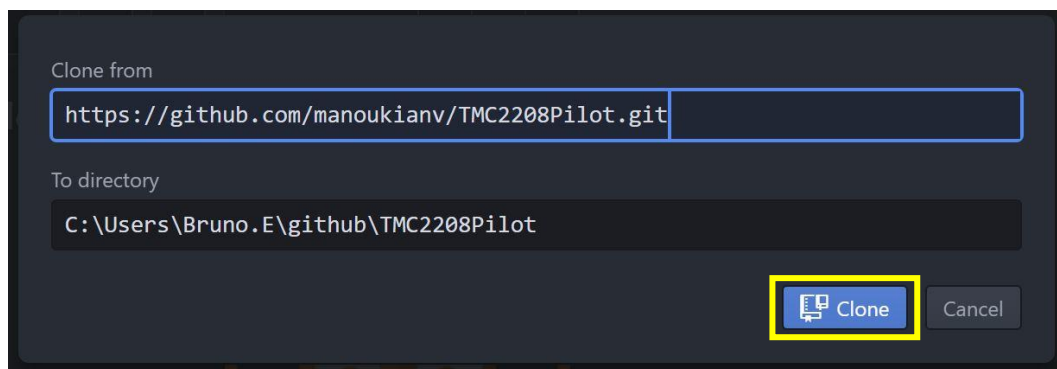 Clone from
https://github.com/manoukianv/TMC2208Pilot.git
To directory
C:\Users\Bruno.E\github\TMC2208Pilot
Clone Cancel